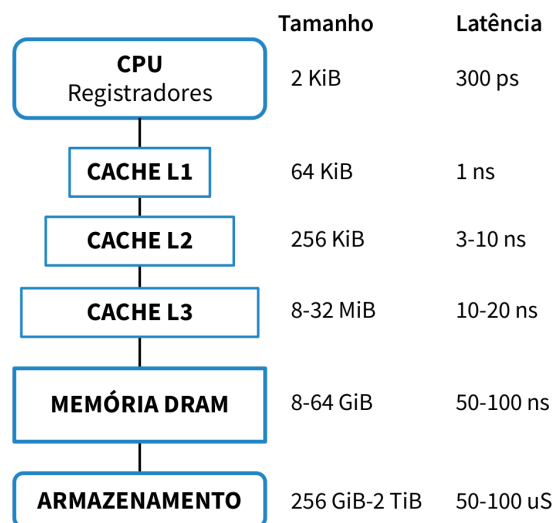 Tamanho Latência
CPU
Registradores 2 KiB 300 ps
CACHE L1 64 KiB 1 ns
CACHE L2 256 KiB 3-10 ns
CACHE L3 8-32 MiB 10-20 ns
MEMÓRIA DRAM 8-64 GiB 50-100 ns
ARMAZENAMENTO 256 GiB-2 TiB 50-100 uS